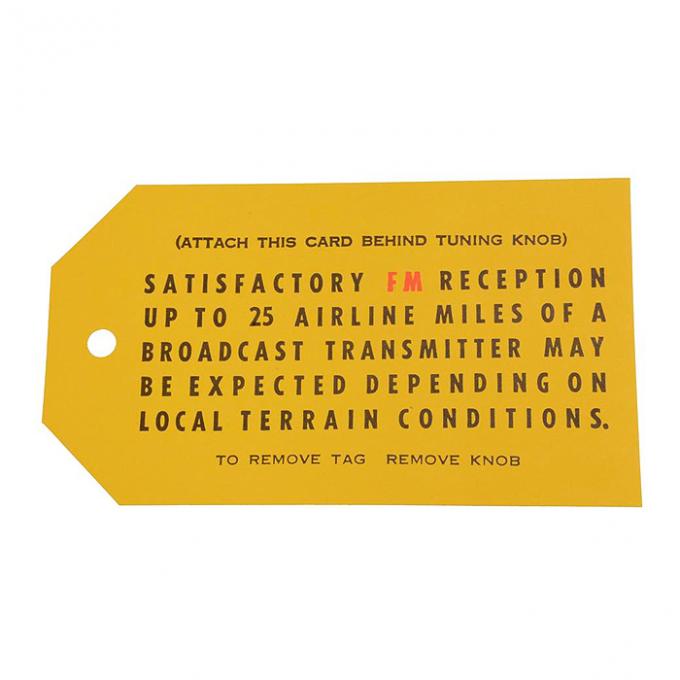 (ATTACH THIS CARD BEHIND TUNING KNOB)
SATISFACTORY FM RECEPTION
UP TO 25 AIRLINE MILES OF A
BROADCAST TRANSMITTER MAY
BE EXPECTED DEPENDING ON
LOCAL TERRAIN CONDITIONS.
TO REMOVE TAG REMOVE KNOB